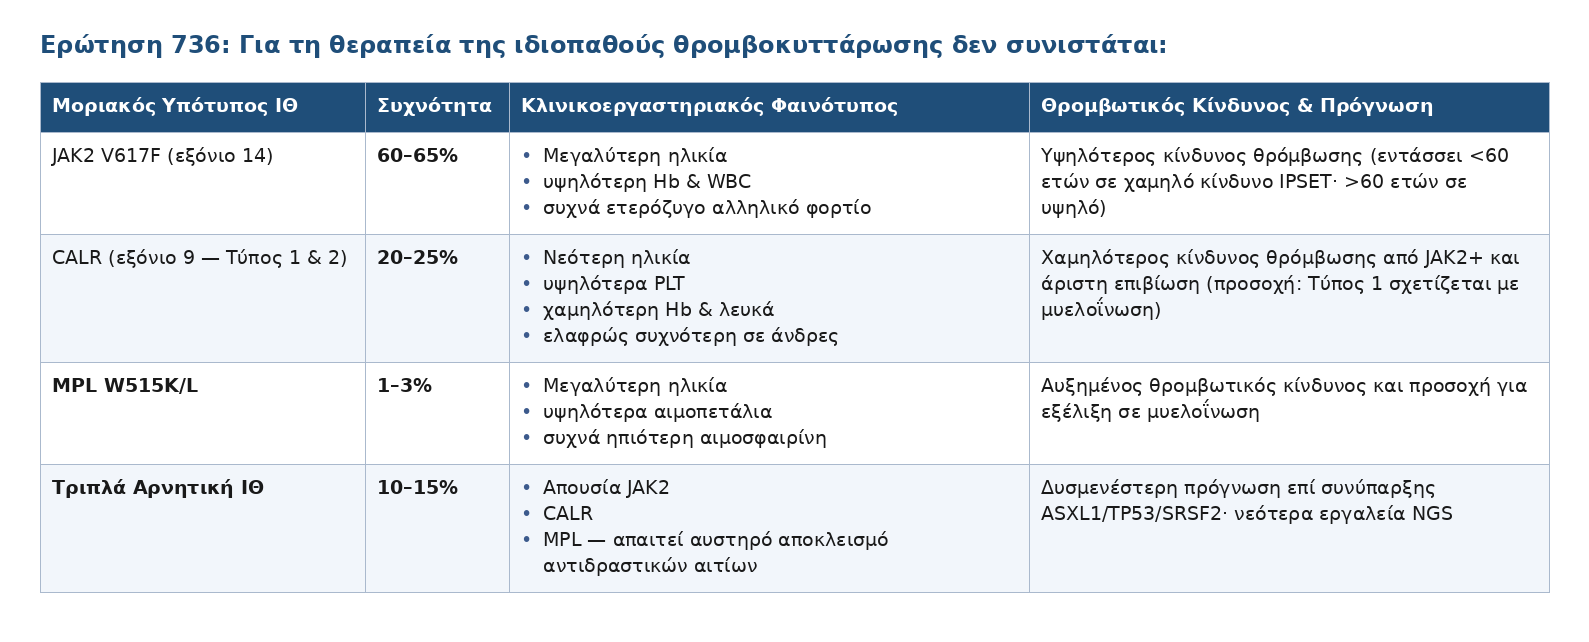 Ερώτηση 736: Για τη θεραπεία της ιδιοπαθούς θρομβοκυττάρωσης δεν συνιστάται:
Μοριακός Υπότυπος ΙΘ
Συχνότητα
Κλινικοεργαστηριακός Φαινότυπος
Θρομβωτικός Κίνδυνος & Πρόγνωση
JAK2 V617F (εξόνιο 14)
60–65%
• Μεγαλύτερη ηλικία
• υψηλότερη Hb & WBC
• συχνά ετερόζυγο αλληλικό φορτίο
Υψηλότερος κίνδυνος θρόμβωσης (εντάσσει <60
ετών σε χαμηλό κίνδυνο IPSET· >60 ετών σε
υψηλό)
CALR (εξόνιο 9 — Τύπος 1 & 2)
20–25%
• Νεότερη ηλικία
• υψηλότερα PLT
• χαμηλότερη Hb & λευκά
• ελαφρώς συχνότερη σε άνδρες
Χαμηλότερος κίνδυνος θρόμβωσης από JAK2+ και
άριστη επιβίωση (προσοχή: Τύπος 1 σχετίζεται με
μυελοΐνωση)
MPL W515K/L
1–3%
• Μεγαλύτερη ηλικία
• υψηλότερα αιμοπετάλια
• συχνά ηπιότερη αιμοσφαιρίνη
Αυξημένος θρομβωτικός κίνδυνος και προσοχή για
εξέλιξη σε μυελοΐνωση
Τριπλά Αρνητική ΙΘ
10–15%
• Απουσία JAK2
• CALR
• MPL — απαιτεί αυστηρό αποκλεισμό
αντιδραστικών αιτίων
Δυσμενέστερη πρόγνωση επί συνύπαρξης
ASXL1/TP53/SRSF2· νεότερα εργαλεία NGS